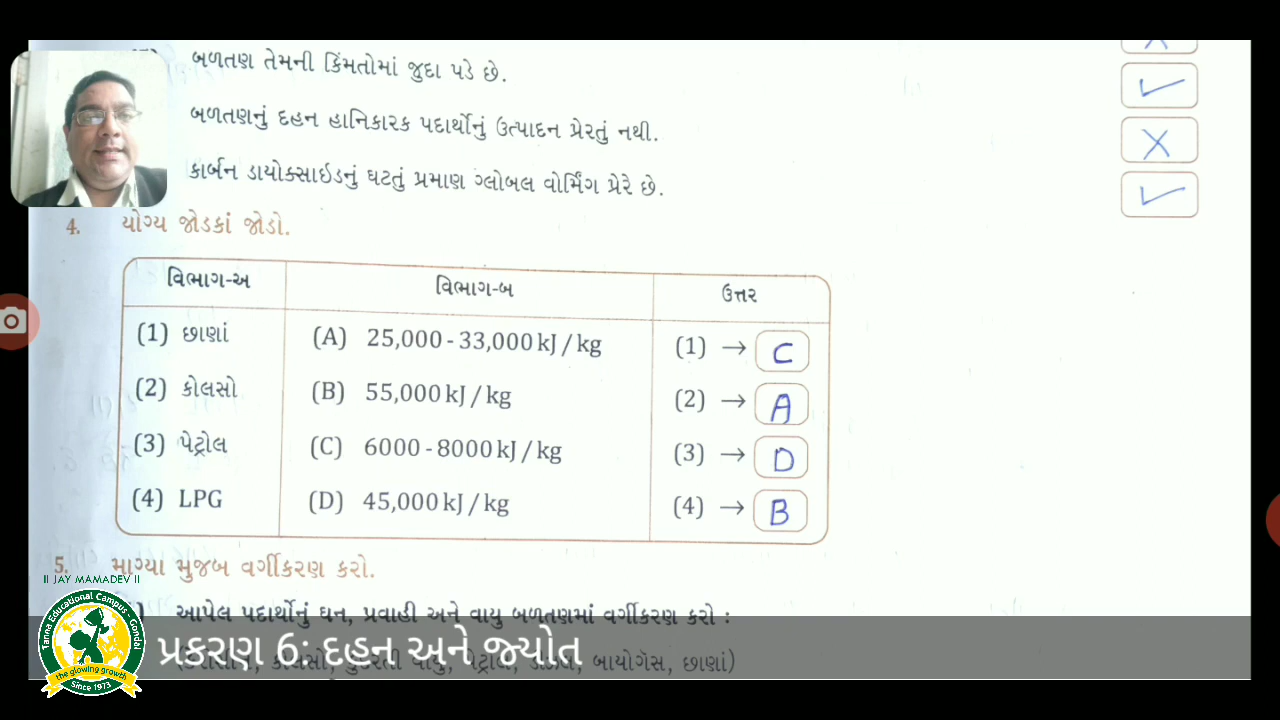 બળતણ તેમની કિંમતોમાં જુદા પડે છે.
બળતણનું દહન હાનિકારક પદાર્થોનું ઉત્પાદન પ્રેરતું નથી.
કાર્બન ડાયોક્સાઇડનું ઘટતું પ્રમાણ ગ્લોબલ વોર્મિંગ પ્રેરે છે.
4. યોગ્ય જોડકાં જોડો.
વિભાગ-અ વિભાગ-બ ઉત્તર
(1) છાણાં (A) 25,000 - 33,000 kJ / kg (1) → C
(2) કોલસો (B) 55,000 kJ / kg (2) → A
(3) પેટ્રોલ (C) 6000 - 8000 kJ / kg (3) → D
(4) LPG (D) 45,000 kJ / kg (4) → B
5. માગ્યા મુજબ વર્ગીકરણ કરો.
॥ JAY MAMADEV ॥
આપેલ પદાર્થોનું ઘન, પ્રવાહી અને વાયુ બળતણમાં વર્ગીકરણ કરો :
Tanna Educational Campus - Gondal
the glowing growth
Since 1973
પ્રકરણ 6: દહન અને જ્યોત
કોલસો, કુદરતી વાયુ, પેટ્રોલ, ડીઝલ, બાયોગૅસ, છાણાં)